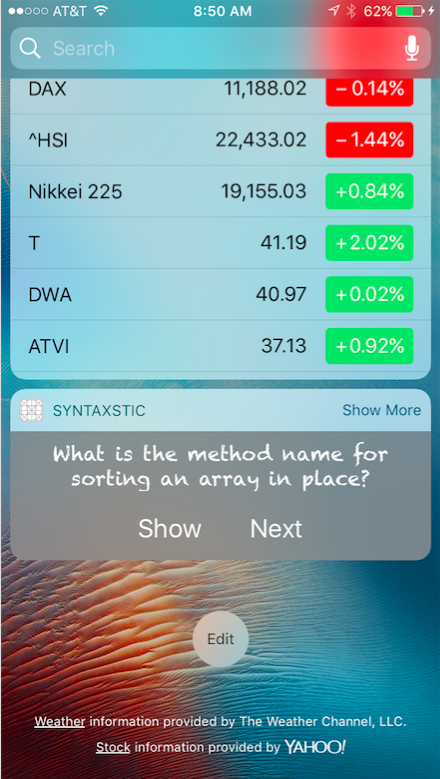 AT&T 8:50 AM 62%
Search
DAX 11,188.02 – 0.14%
^HSI 22,433.02 – 1.44%
Nikkei 225 19,155.03 +0.84%
T 41.19 +2.02%
DWA 40.97 +0.02%
ATVI 37.13 +0.92%
SYNTAXSTIC Show More
What is the method name for
sorting an array in place?
Show Next
Edit
Weather information provided by The Weather Channel, LLC.
Stock information provided by YAHOO!